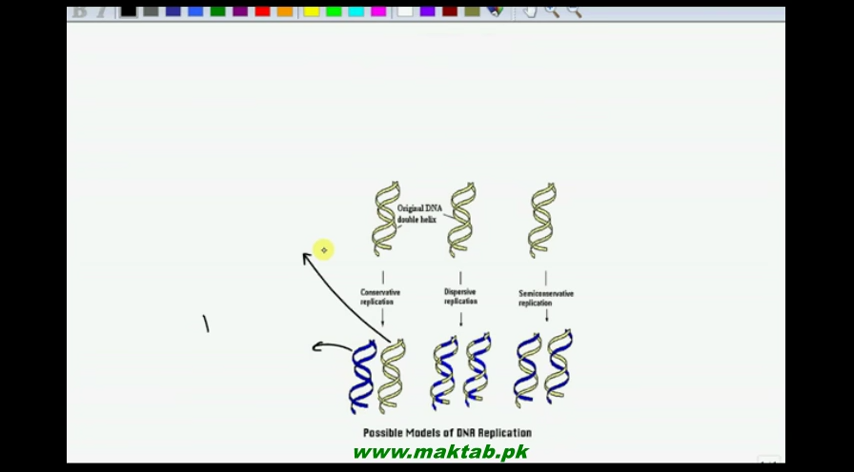 B I
Original DNA
double helix
Conservative
replication
Dispersive
replication
Semiconservative
replication
Possible Models of DNA Replication
www.maktab.pk